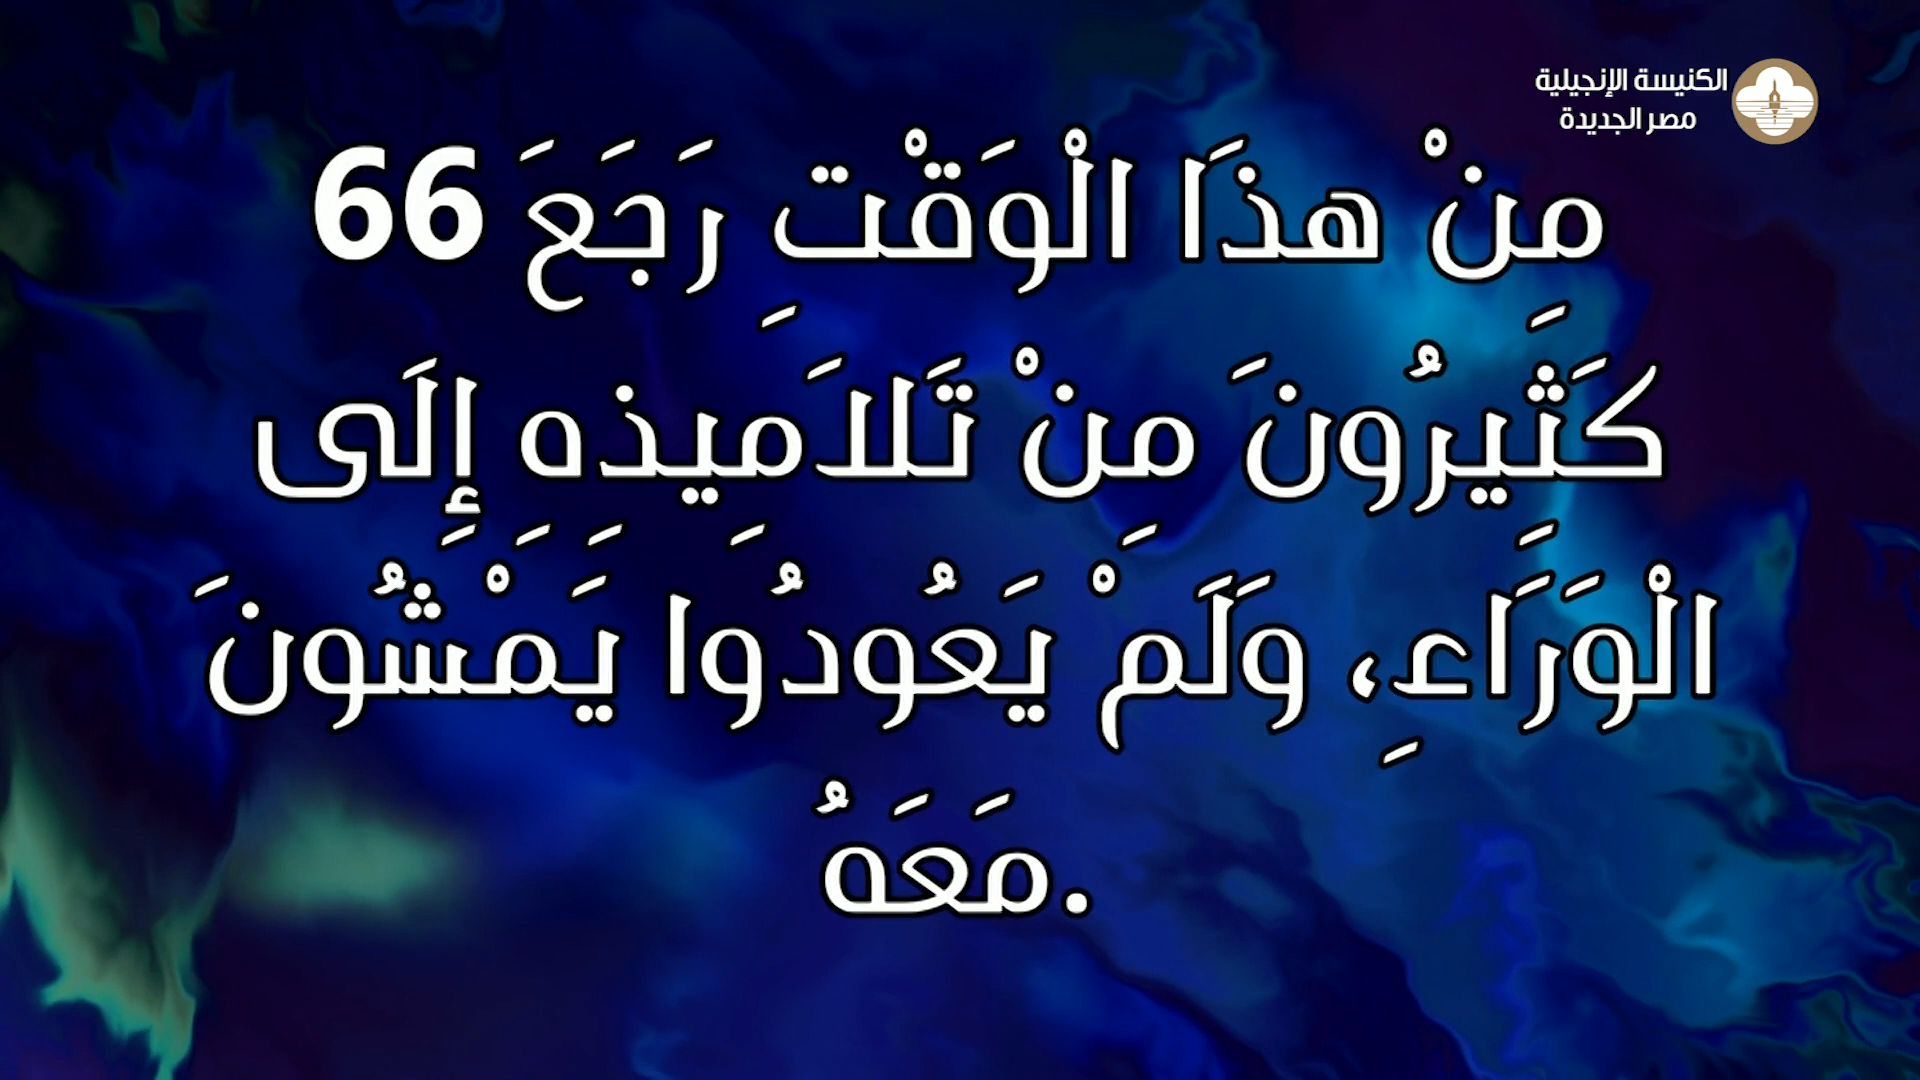 الكنيسة الإنجيلية
مصر الجديدة
66 مِنْ هذَا الْوَقْتِ رَجَعَ
كَثِيرُونَ مِنْ تَلاَمِيذِهِ إِلَى
الْوَرَاءِ، وَلَمْ يَعُودُوا يَمْشُونَ
مَعَهُ.